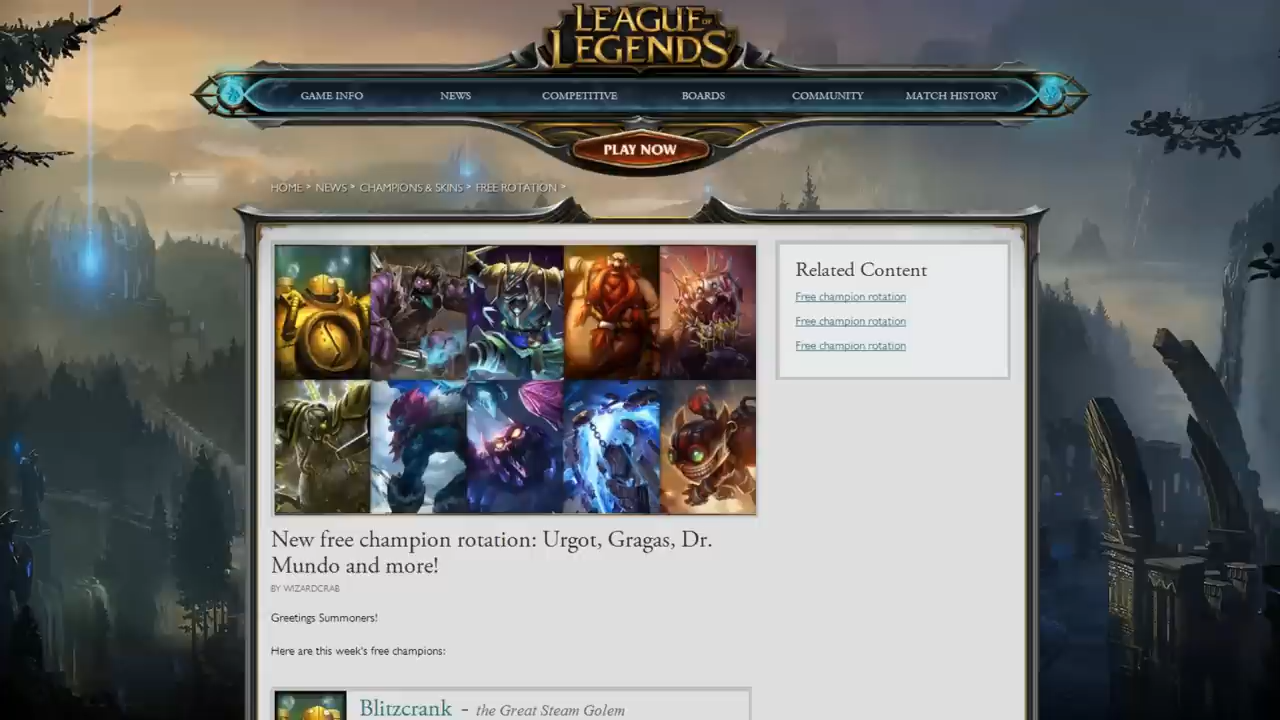 LEAGUE OF LEGENDS
GAME INFO NEWS COMPETITIVE BOARDS COMMUNITY MATCH HISTORY
PLAY NOW
HOME > NEWS > CHAMPIONS & SKINS > FREE ROTATION >
Related Content
Free champion rotation
Free champion rotation
Free champion rotation
New free champion rotation: Urgot, Gragas, Dr.
Mundo and more!
BY WIZARDCRAB
Greetings Summoners!
Here are this week's free champions:
Blitzcrank - the Great Steam Golem